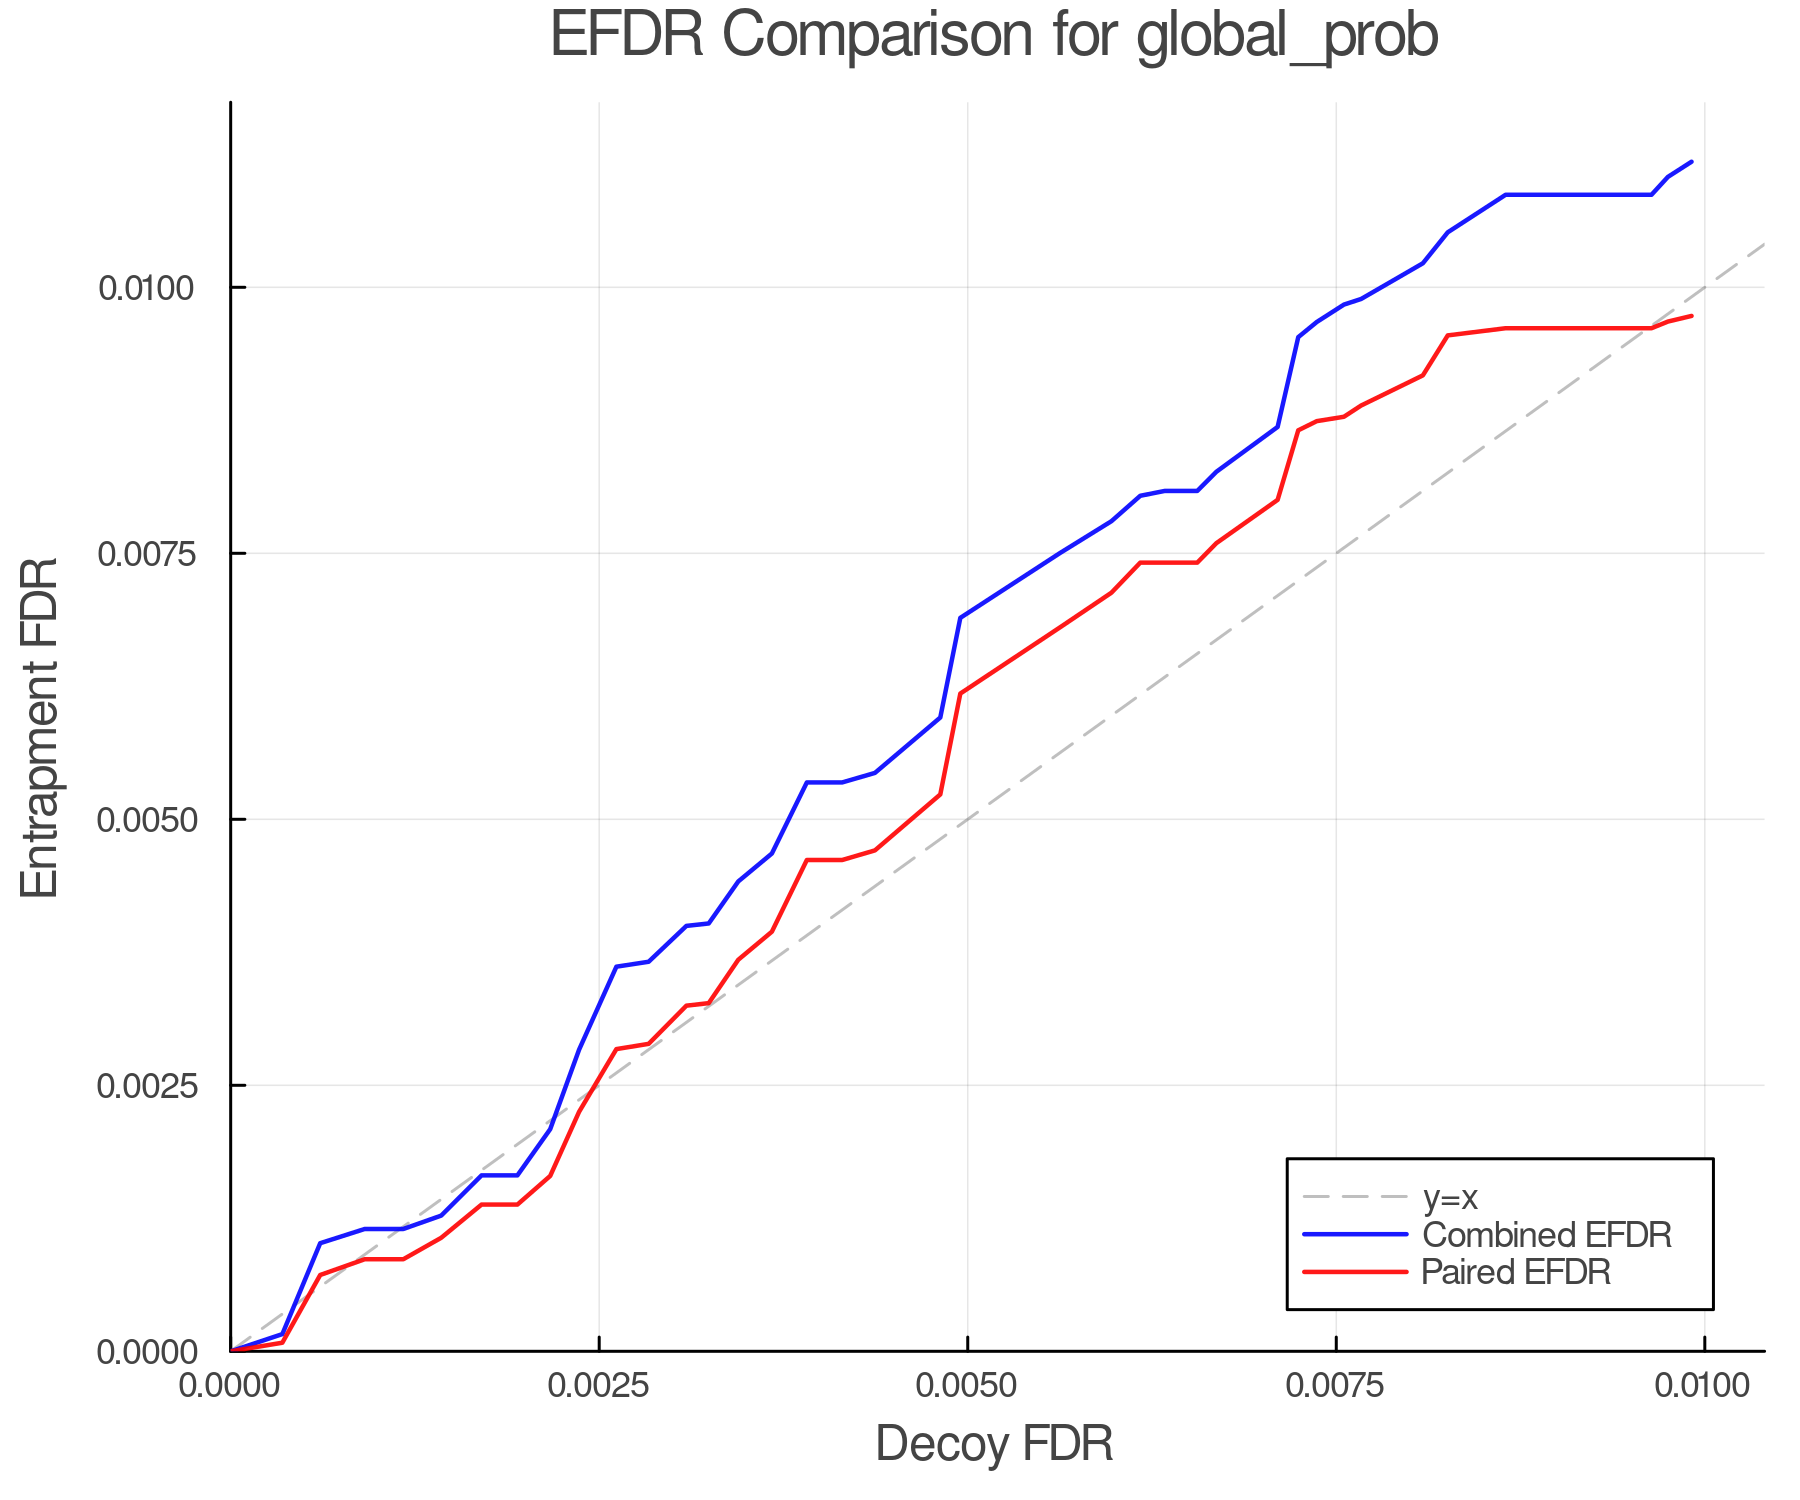 EFDR Comparison for global_prob
Entrapment FDR
0.0100
0.0075
0.0050
0.0025
0.0000
0.0000
0.0025
0.0050
0.0075
0.0100
Decoy FDR
y=x
Combined EFDR
Paired EFDR